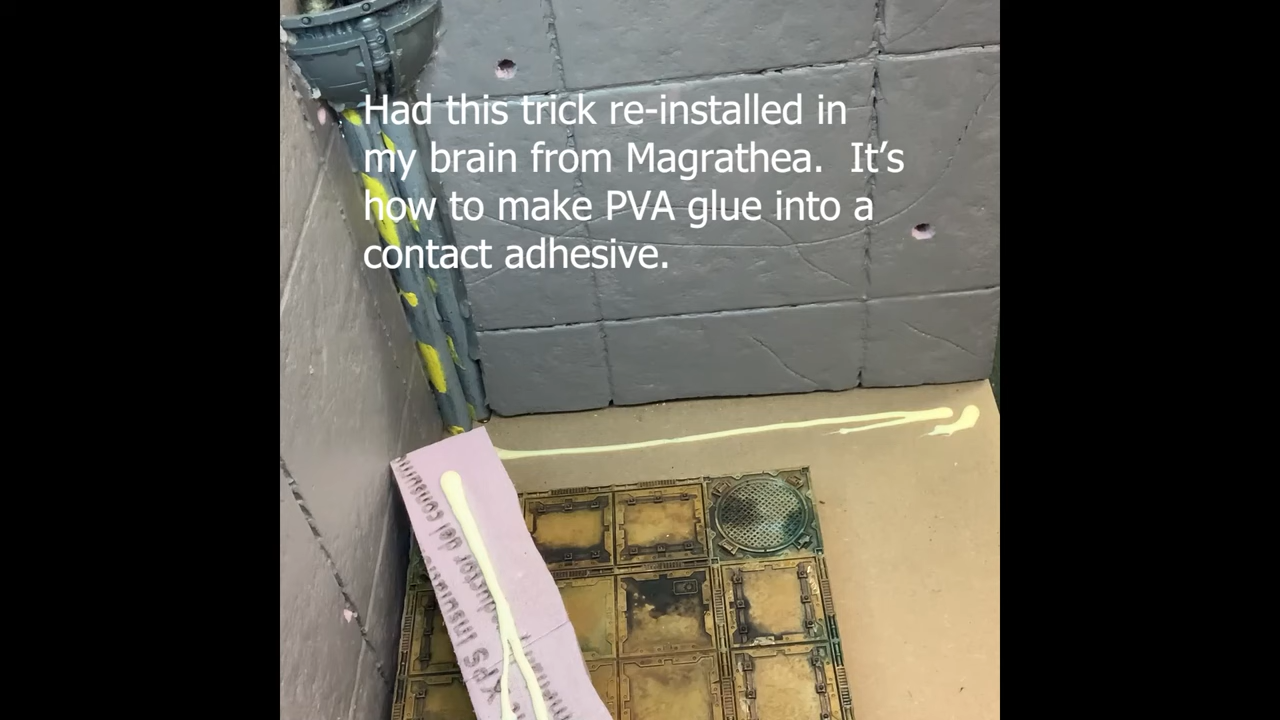 Had this trick re-installed in
my brain from Magrathea. It's
how to make PVA glue into a
contact adhesive.
XPS